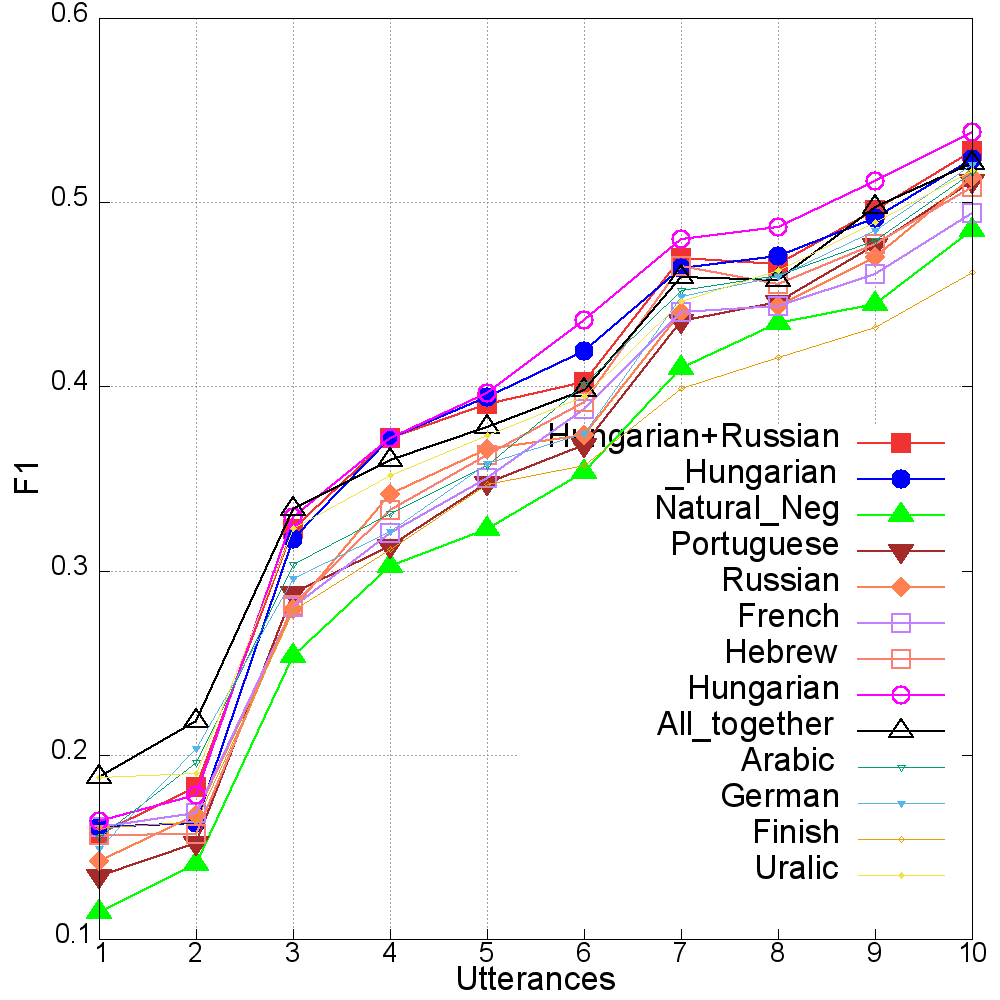 0.6
0.5
0.4
0.3
0.2
0.1
F1
Hungarian+Russian
_Hungarian
Natural_Neg
Portuguese
Russian
French
Hebrew
Hungarian
All_together
Arabic
German
Finish
Uralic
1 2 3 4 5 6 7 8 9 10
Utterances